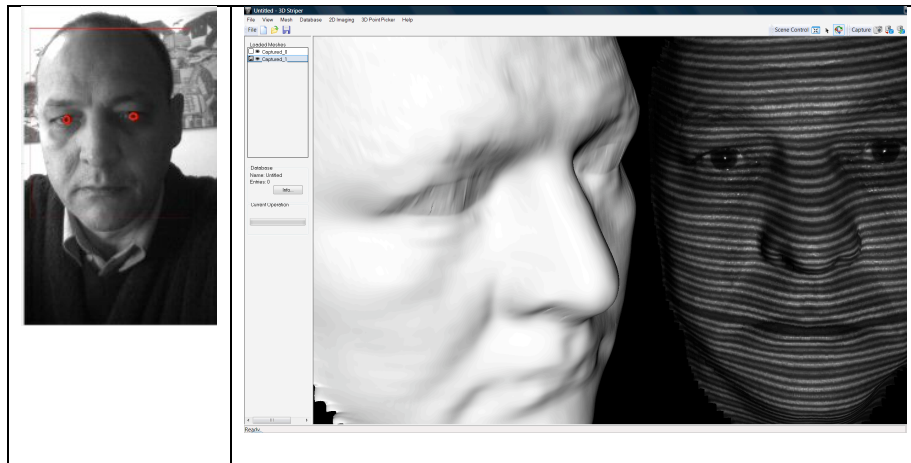 Untitled - 3D Striper
File View Mesh Database 2D Imaging 3D Point Picker Help
File Scene Control Capture
Loaded Meshes
Captured_0
Captured_1
Database
Name: Untitled
Entries: 0
Info...
Current Operation
Ready.